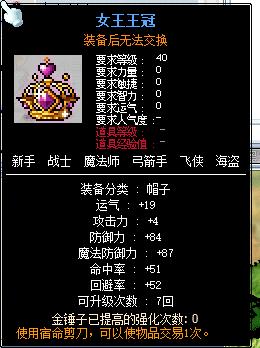 女王王冠
装备后无法交换
要求等级： 40
要求力量： 0
要求敏捷： 0
要求智力： 0
要求运气： 0
要求人气度：-
道具等级： -
道具经验值：-
新手 战士 魔法师 弓箭手 飞侠 海盗
装备分类 ： 帽子
运气 ： +19
攻击力 ： +4
防御力 ： +84
魔法防御力 ： +87
命中率 ： +51
回避率 ： +52
可升级次数 ： 7回
金锤子已提高的强化次数: 0
使用宿命剪刀，可以使物品交易1次。